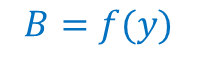 B = f(y)